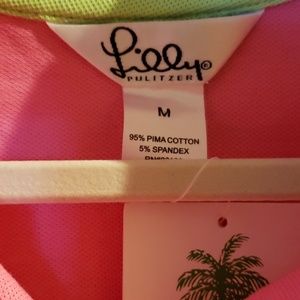 Lilly©
PULITZER
M
95% PIMA COTTON
5% SPANDEX